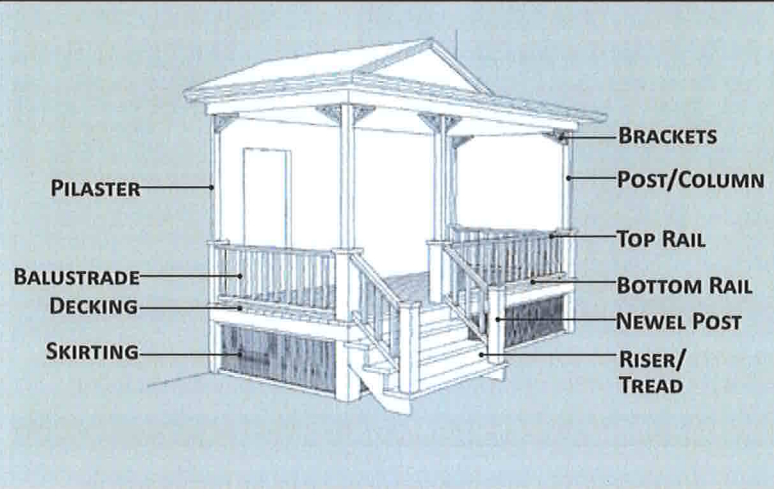 PILASTER
BALUSTRADE
DECKING
SKIRTING
BRACKETS
POST/COLUMN
TOP RAIL
BOTTOM RAIL
NEWEL POST
RISER/
TREAD